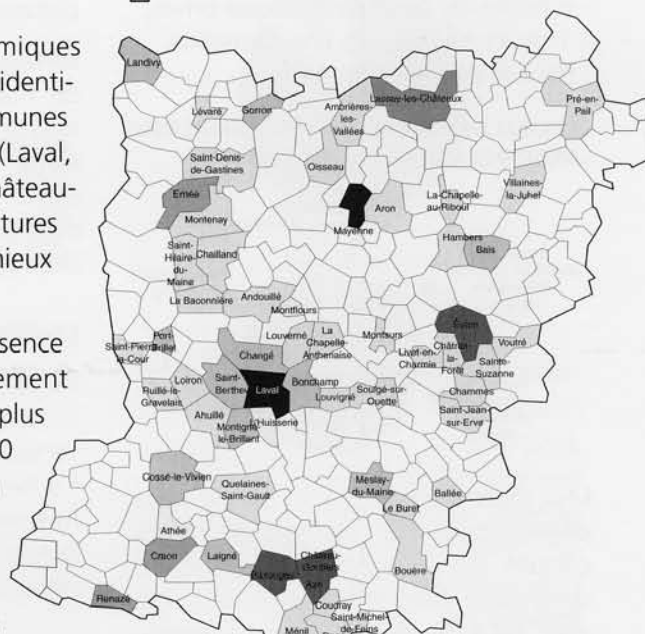 miques
identi-
munes
(Laval,
hâteau-
tures
nieux
sence
ement
plus
0
Landivy
Lassay-les-Châteaux
Pré-en-
Pail
Lévaré
Gorron
Ambrières-
les-
Vallées
Saint-Denis-
de-Gastines
Oisseau
Villaines-
la-Juhel
Ernée
Aron
La-Chapelle-
au-Riboul
Montenay
Mayenne
Hambers
Bais
Saint-
Hilaire-
du-
Maine
Chailland
La Baconnière
Andouillé
Montflours
Evron
Port-
Brillet
Saint-Pierre-
la-Cour
Louverné
La
Chapelle-
Anthenaise
Montsurs
Châtres-
la-
Forêt
Voutré
Changé
Livet-en-
Charnie
Sainte-
Suzanne
Loiron
Saint-
Berthevin
Laval
Bonchamp
Ruillé-le-
Gravelais
Louvigné
Soulgé-sur-
Ouette
Chammes
Ahuillé
Huisserie
Saint-Jean-
sur-Erve
Montigné-
le-Brillant
Cossé-le-Vivien
Quelaines-
Saint-Gault
Meslay-
du-Maine
Ballée
Le Buret
Athée
Craon
Laigné
Château-
Gontier
Bazouges
Azé
Bouère
Renazé
Coudray
Saint-Michel-
de-Feins
Ménil